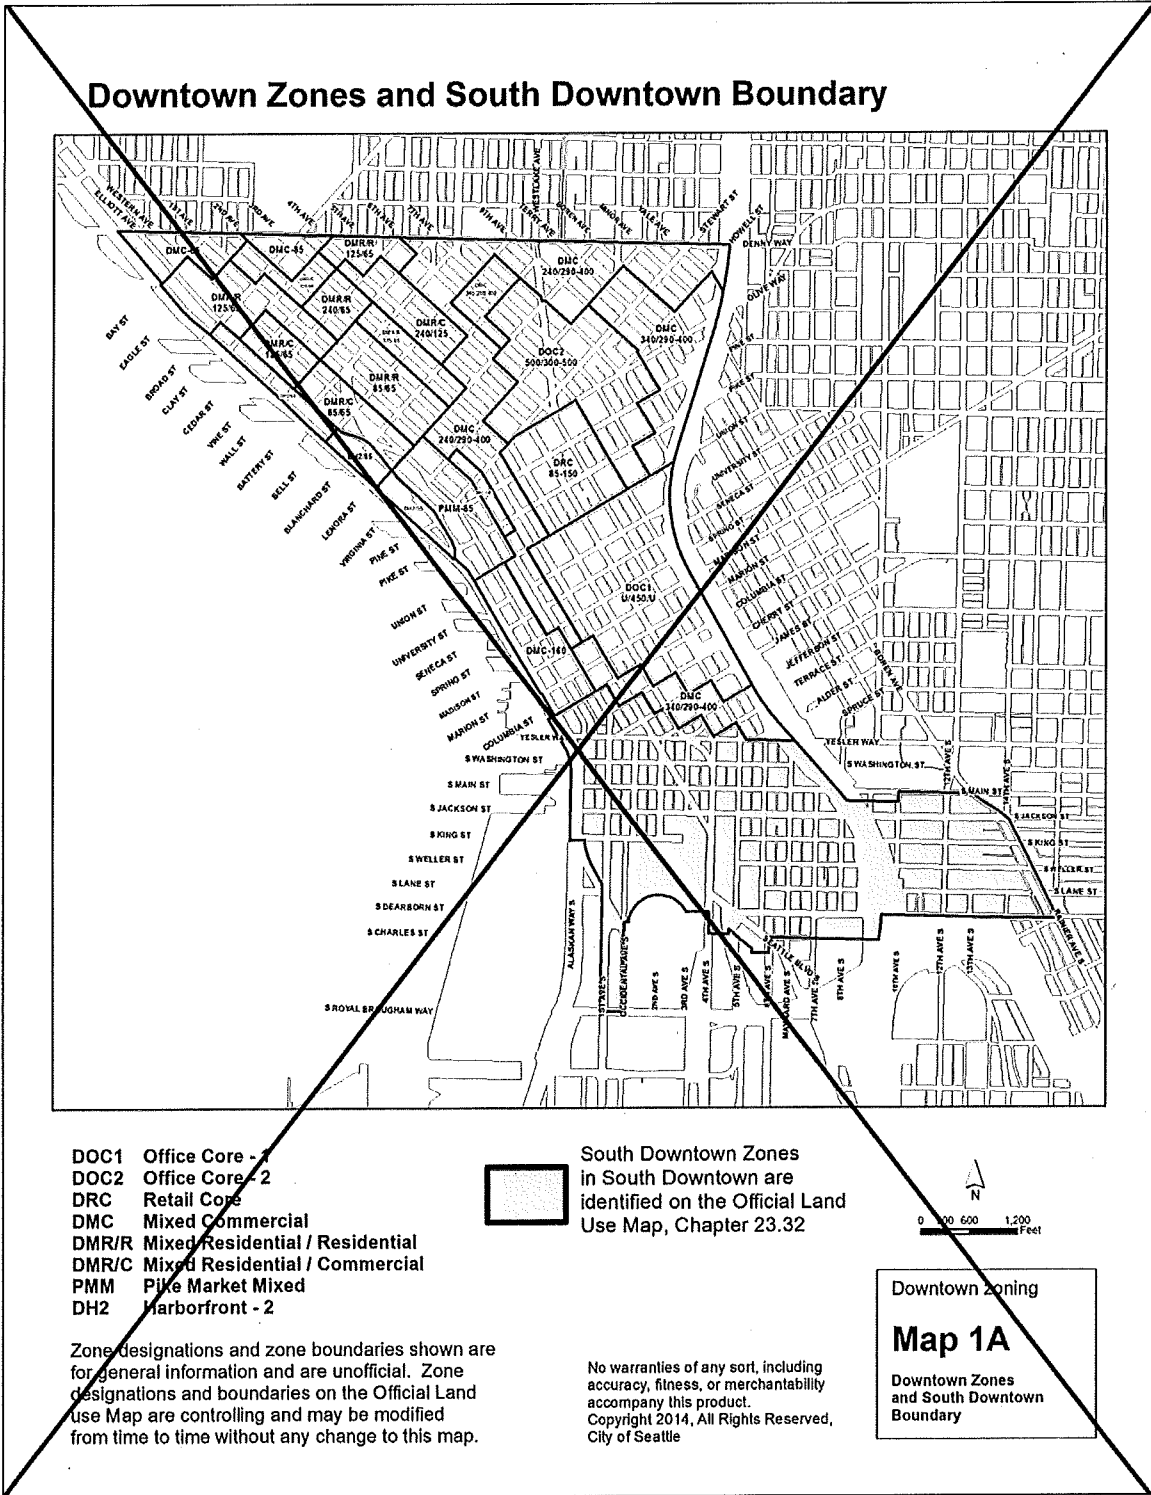 Downtown Zones and South Downtown Boundary
WESTERN AVE
ELLIOTT AVE
1ST AVE
2ND AVE
3RD AVE
4TH AVE
5TH AVE
6TH AVE
7TH AVE
8TH AVE
WESTLAKE AVE
TERRY AVE
BOREN AVE
MINOR AVE
YALE AVE
STEWART ST
HOWELL ST
DENNY WAY
OLIVE WAY
DMC-85
DMR/R
125/65
DMC
240/290-400
DMR/R
125/65
DMR/R
240/65
DMR/C
240/125
DMC
340/290-400
DOC2
500/300-500
DMR/C
125/65
DMR/R
85/65
DMR/C
85/65
DMC
240/290-400
DRC
85-150
PMM-85
DOC1
U/450/U
DMC-160
DMC
340/290-400
BAY ST
EAGLE ST
BROAD ST
CLAY ST
CEDAR ST
VINE ST
WALL ST
BATTERY ST
BELL ST
BLANCHARD ST
LENORA ST
VIRGINIA ST
PINE ST
PIKE ST
UNION ST
UNIVERSITY ST
SENECA ST
SPRING ST
MADISON ST
MARION ST
COLUMBIA ST
S WASHINGTON ST
S MAIN ST
S JACKSON ST
S KING ST
S WELLER ST
S LANE ST
S DEARBORN ST
S CHARLES ST
S ROYAL BROUGHAM WAY
PINE ST
PIKE ST
UNION ST
UNIVERSITY ST
SENECA ST
SPRING ST
MADISON ST
MARION ST
COLUMBIA ST
CHERRY ST
JAMES ST
JEFFERSON ST
TERRACE ST
ALDER ST
SPRUCE ST
BOREN AVE
YESLER WAY
S WASHINGTON ST
12TH AVE S
14TH AVE S
S MAIN ST
S JACKSON ST
S KING ST
S WELLER ST
S LANE ST
RAINIER AVE S
ALASKAN WAY S
1ST AVE S
OCCIDENTAL AVE S
2ND AVE S
3RD AVE S
4TH AVE S
5TH AVE S
6TH AVE S
SEATTLE BLVD S
MAYNARD AVE S
7TH AVE S
8TH AVE S
12TH AVE S
13TH AVE S
DOC1 Office Core - 1
DOC2 Office Core - 2
DRC Retail Core
DMC Mixed Commercial
DMR/R Mixed Residential / Residential
DMR/C Mixed Residential / Commercial
PMM Pike Market Mixed
DH2 Harborfront - 2
South Downtown Zones
in South Downtown are
identified on the Official Land
Use Map, Chapter 23.32
N
0 300 600 1,200
Feet
Zone designations and zone boundaries shown are
for general information and are unofficial. Zone
designations and boundaries on the Official Land
use Map are controlling and may be modified
from time to time without any change to this map.
No warranties of any sort, including
accuracy, fitness, or merchantability
accompany this product.
Copyright 2014, All Rights Reserved,
City of Seattle
Downtown zoning
Map 1A
Downtown Zones
and South Downtown
Boundary